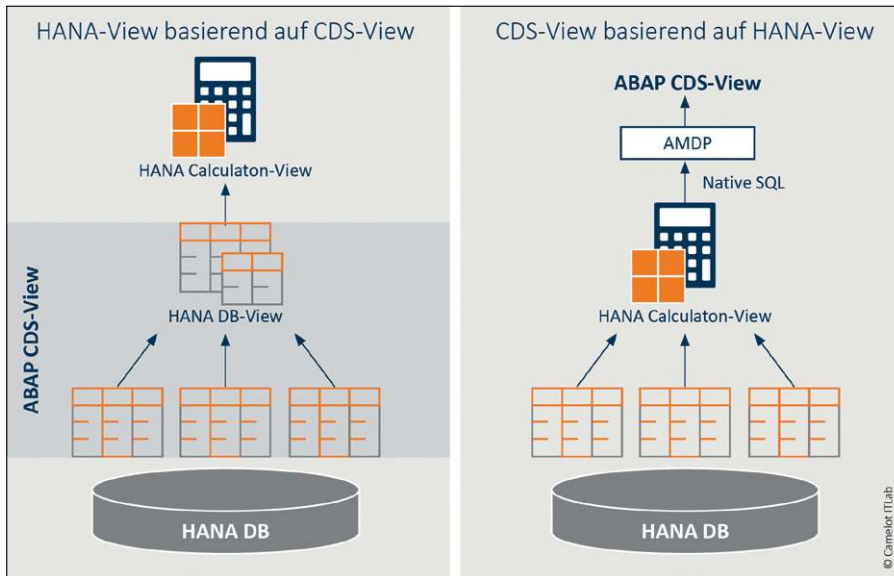 HANA-View basierend auf CDS-View
HANA Calculaton-View
HANA DB-View
ABAP CDS-View
HANA DB
CDS-View basierend auf HANA-View
ABAP CDS-View
AMDP
Native SQL
HANA Calculaton-View
HANA DB
© Camelot ITLab